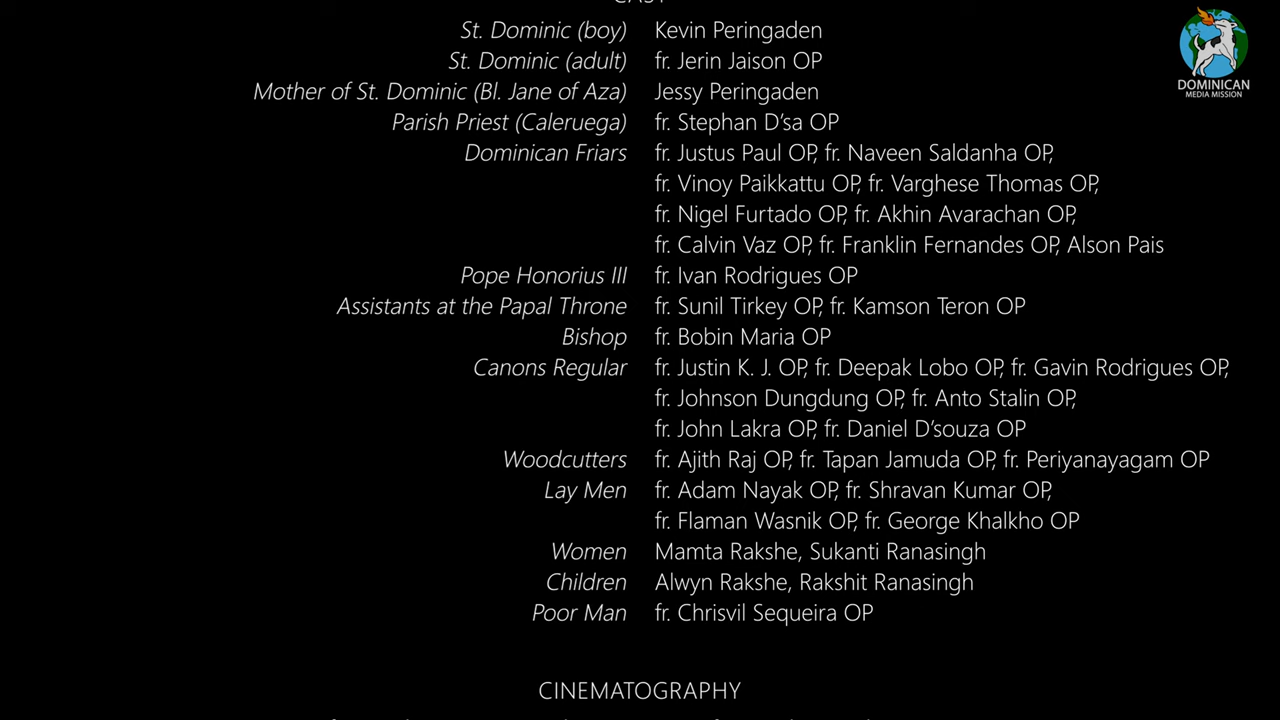 CAST
St. Dominic (boy) Kevin Peringaden
St. Dominic (adult) fr. Jerin Jaison OP
Mother of St. Dominic (Bl. Jane of Aza) Jessy Peringaden
Parish Priest (Caleruega) fr. Stephan D'sa OP
Dominican Friars fr. Justus Paul OP, fr. Naveen Saldanha OP,
fr. Vinoy Paikkattu OP, fr. Varghese Thomas OP,
fr. Nigel Furtado OP, fr. Akhin Avarachan OP,
fr. Calvin Vaz OP, fr. Franklin Fernandes OP, Alson Pais
Pope Honorius III fr. Ivan Rodrigues OP
Assistants at the Papal Throne fr. Sunil Tirkey OP, fr. Kamson Teron OP
Bishop fr. Bobin Maria OP
Canons Regular fr. Justin K. J. OP, fr. Deepak Lobo OP, fr. Gavin Rodrigues OP,
fr. Johnson Dungdung OP, fr. Anto Stalin OP,
fr. John Lakra OP, fr. Daniel D'souza OP
Woodcutters fr. Ajith Raj OP, fr. Tapan Jamuda OP, fr. Periyanayagam OP
Lay Men fr. Adam Nayak OP, fr. Shravan Kumar OP,
fr. Flaman Wasnik OP, fr. George Khalkho OP
Women Mamta Rakshe, Sukanti Ranasingh
Children Alwyn Rakshe, Rakshit Ranasingh
Poor Man fr. Chrisvil Sequeira OP
CINEMATOGRAPHY
DOMINICAN
MEDIA MISSION